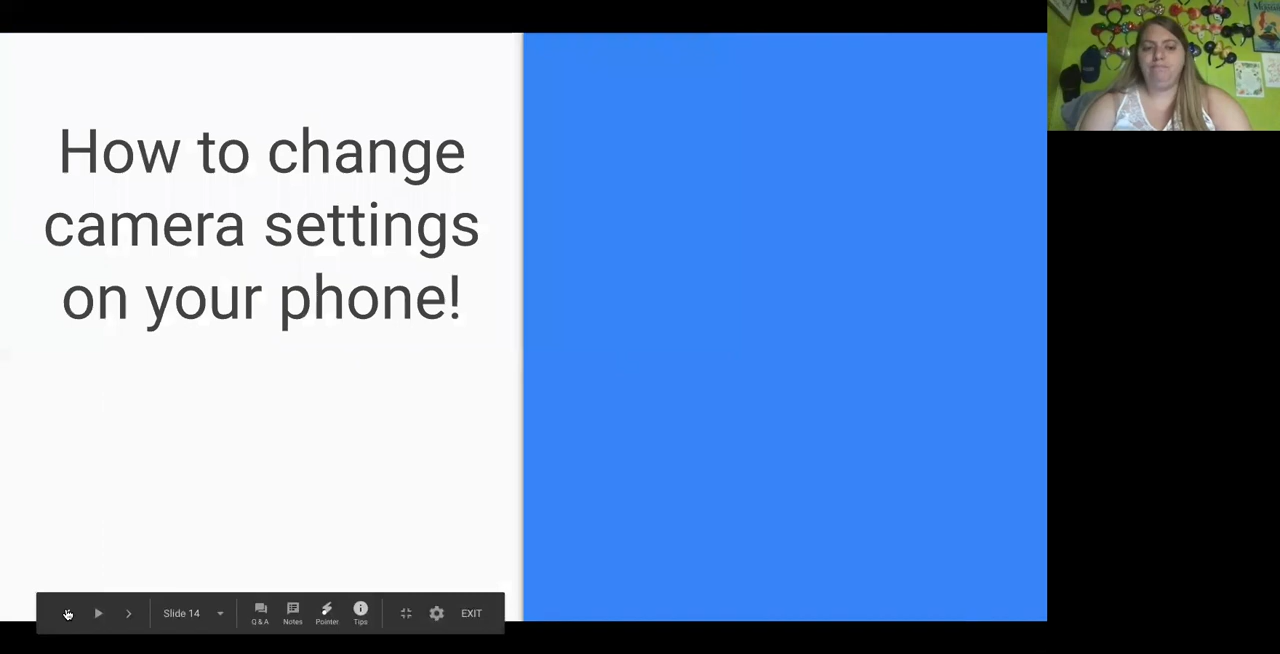 How to change
camera settings
on your phone!
Slide 14
Q & A
Notes
Pointer
Tips
EXIT